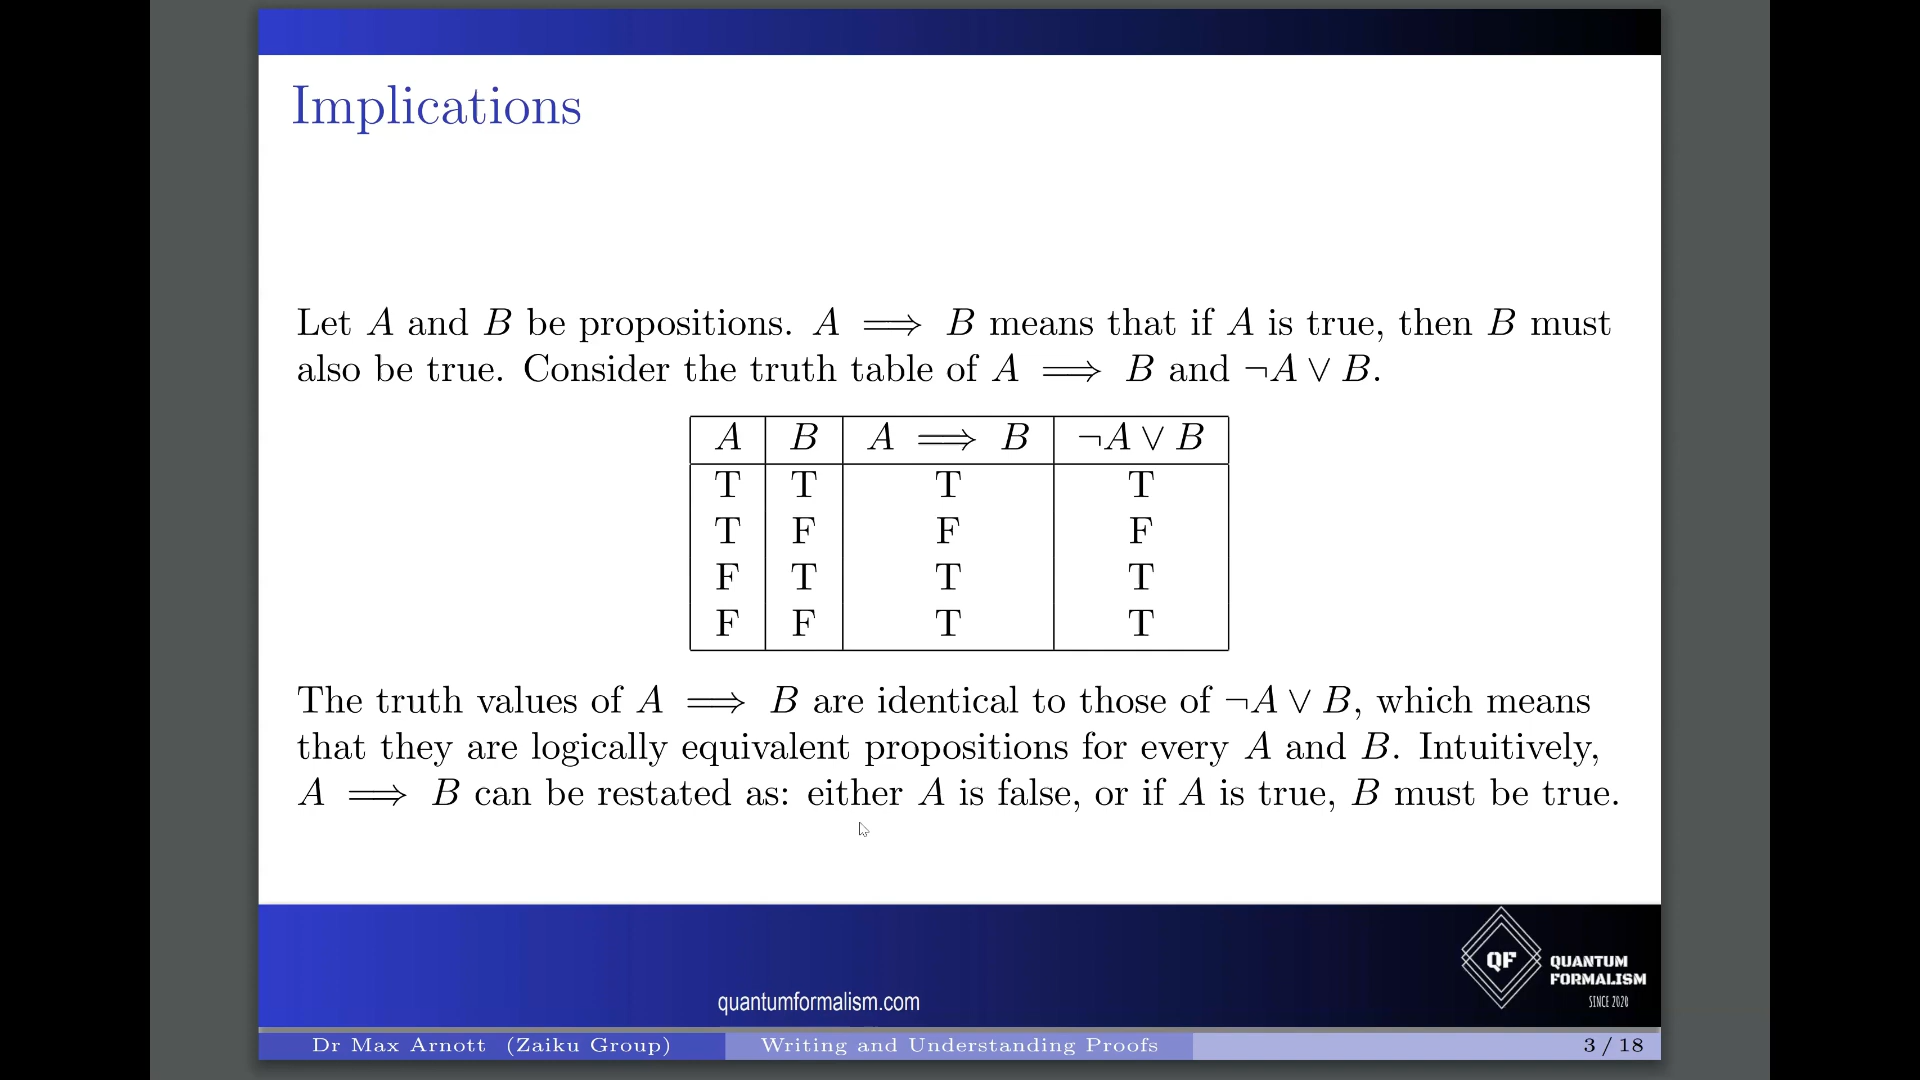 Implications
Let A and B be propositions. A ⟹ B means that if A is true, then B must
also be true. Consider the truth table of A ⟹ B and ¬A ∨ B.
A B A ⟹ B ¬A ∨ B
T T T T
T F F F
F T T T
F F T T
The truth values of A ⟹ B are identical to those of ¬A ∨ B, which means
that they are logically equivalent propositions for every A and B. Intuitively,
A ⟹ B can be restated as: either A is false, or if A is true, B must be true.
QF QUANTUM
FORMALISM
SINCE 2020
quantumformalism.com
Dr Max Arnott (Zaiku Group) Writing and Understanding Proofs 3 / 18